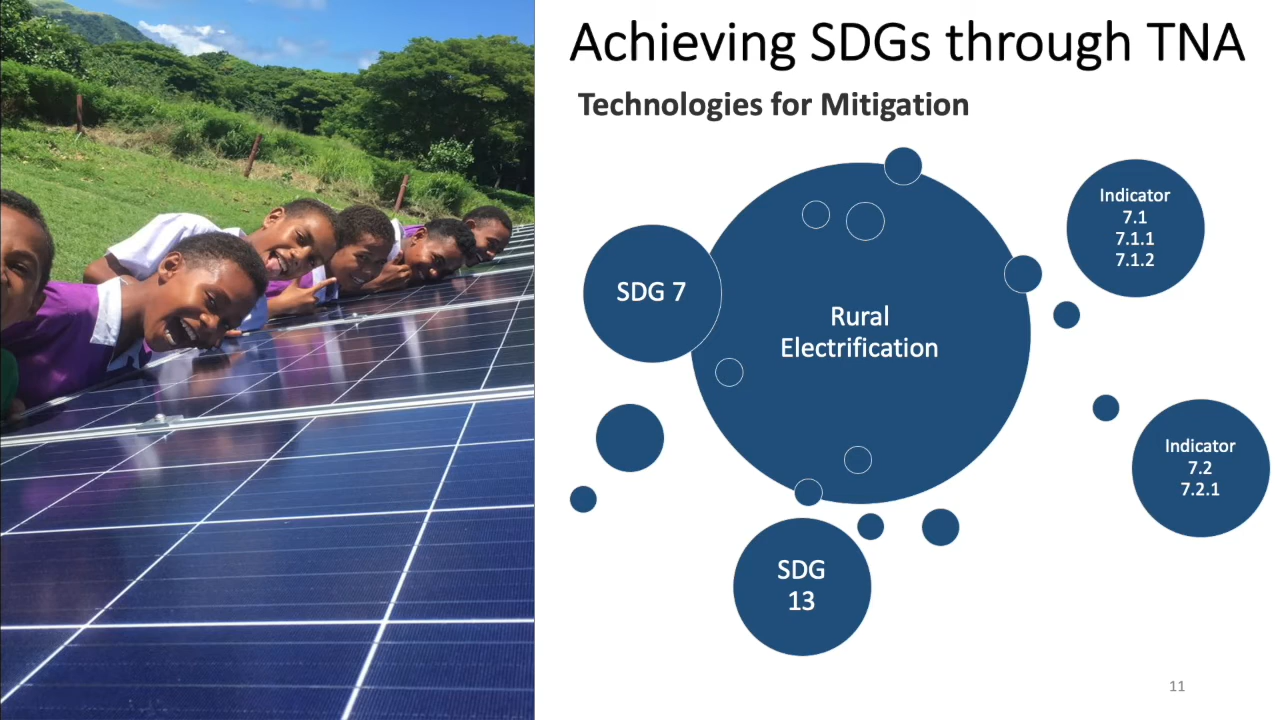 Achieving SDGs through TNA
Technologies for Mitigation
SDG 7
Rural
Electrification
Indicator
7.1
7.1.1
7.1.2
Indicator
7.2
7.2.1
SDG
13
11